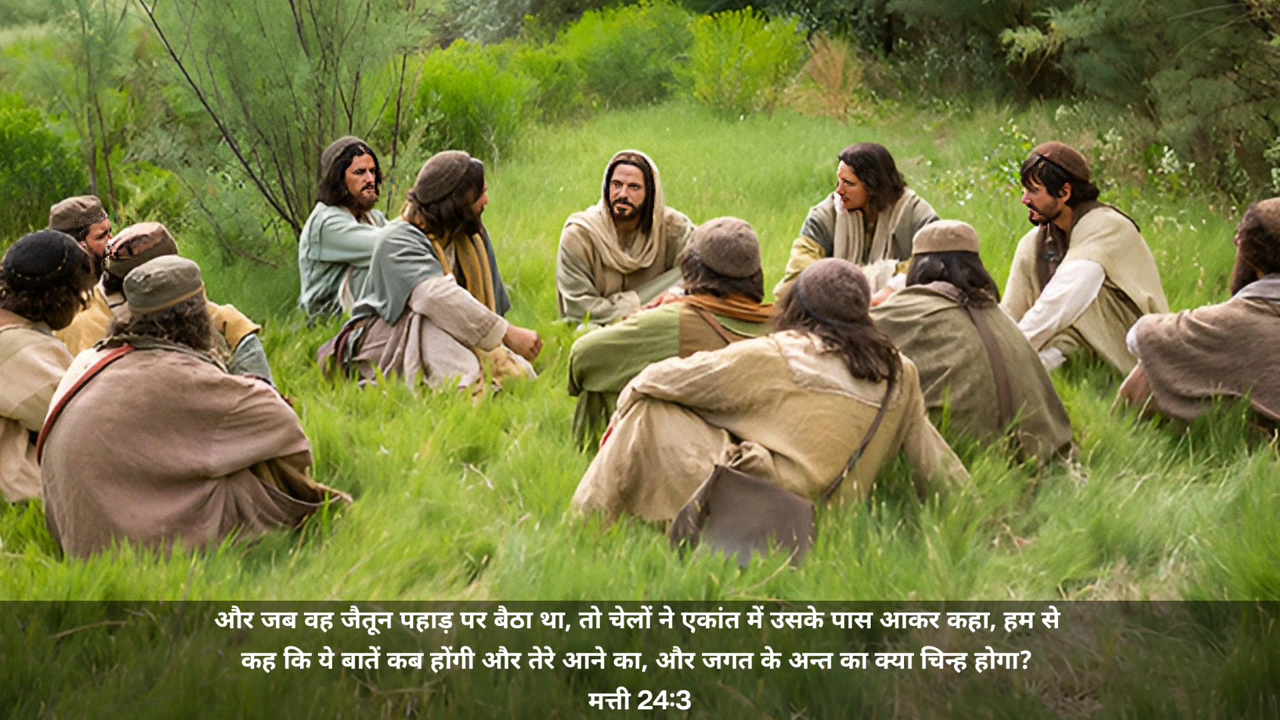 और जब वह जैतून पहाड़ पर बैठा था, तो चेलों ने एकांत में उसके पास आकर कहा, हम से
कह कि ये बातें कब होंगी और तेरे आने का, और जगत के अन्त का क्या चिन्ह होगा?
मत्ती 24:3